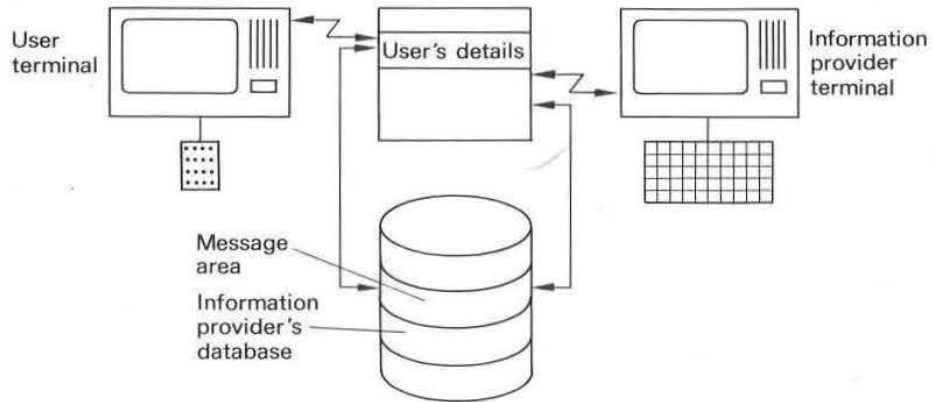 User
terminal
User's details
Information
provider
terminal
Message
area
Information
provider's
database